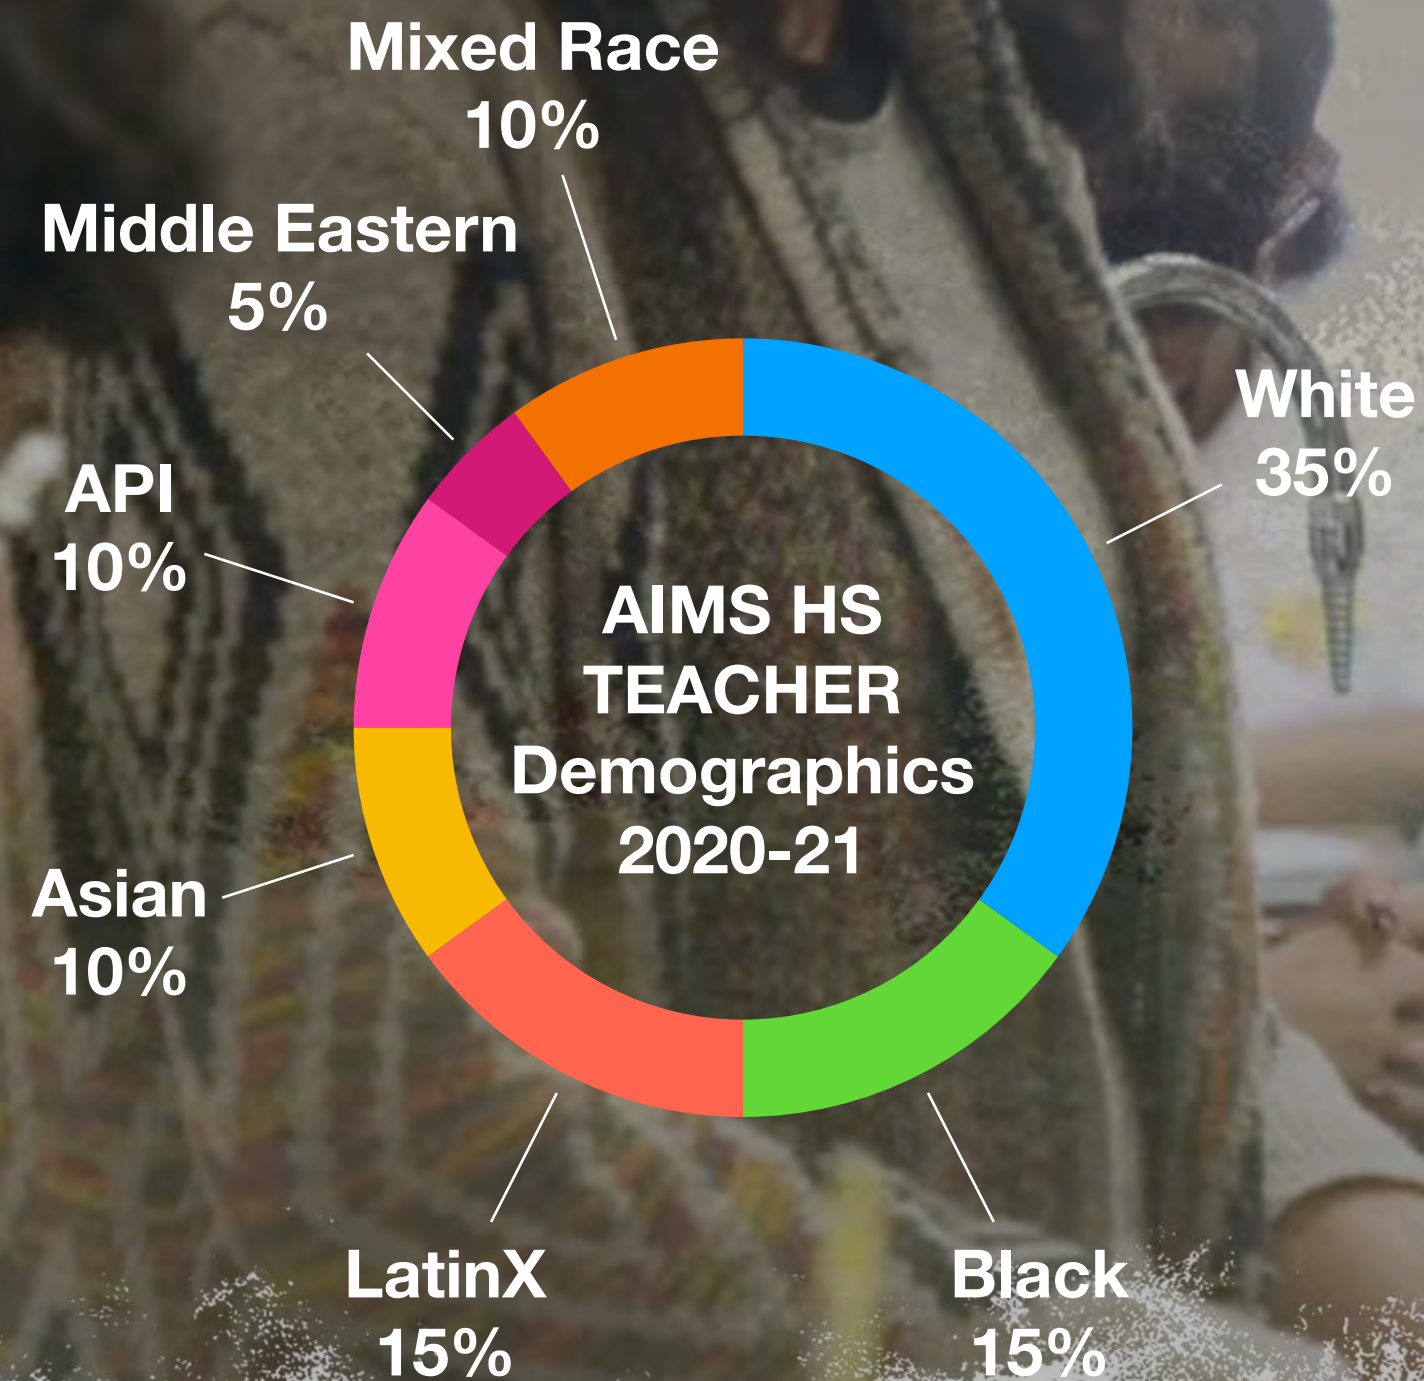 Mixed Race
10%
Middle Eastern
5%
White
35%
API
10%
AIMS HS
TEACHER
Demographics
2020-21
Asian
10%
LatinX
15%
Black
15%